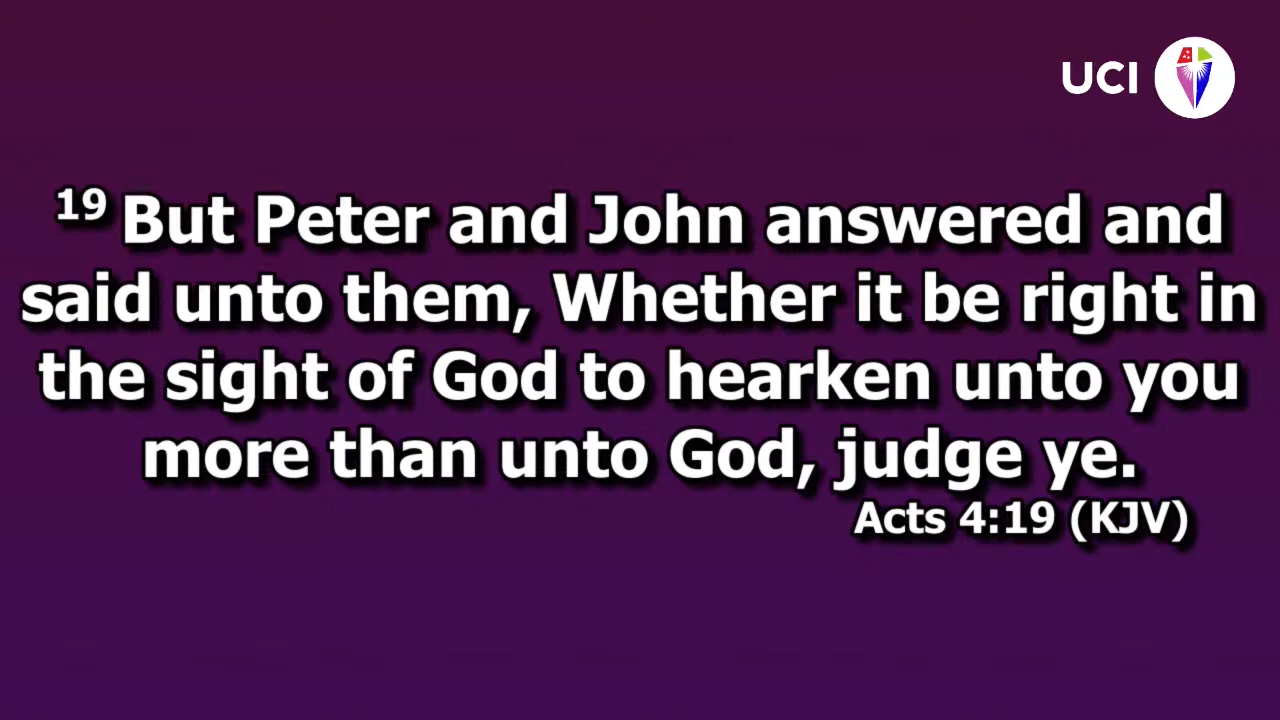 UCI
19 But Peter and John answered and
said unto them, Whether it be right in
the sight of God to hearken unto you
more than unto God, judge ye.
Acts 4:19 (KJV)